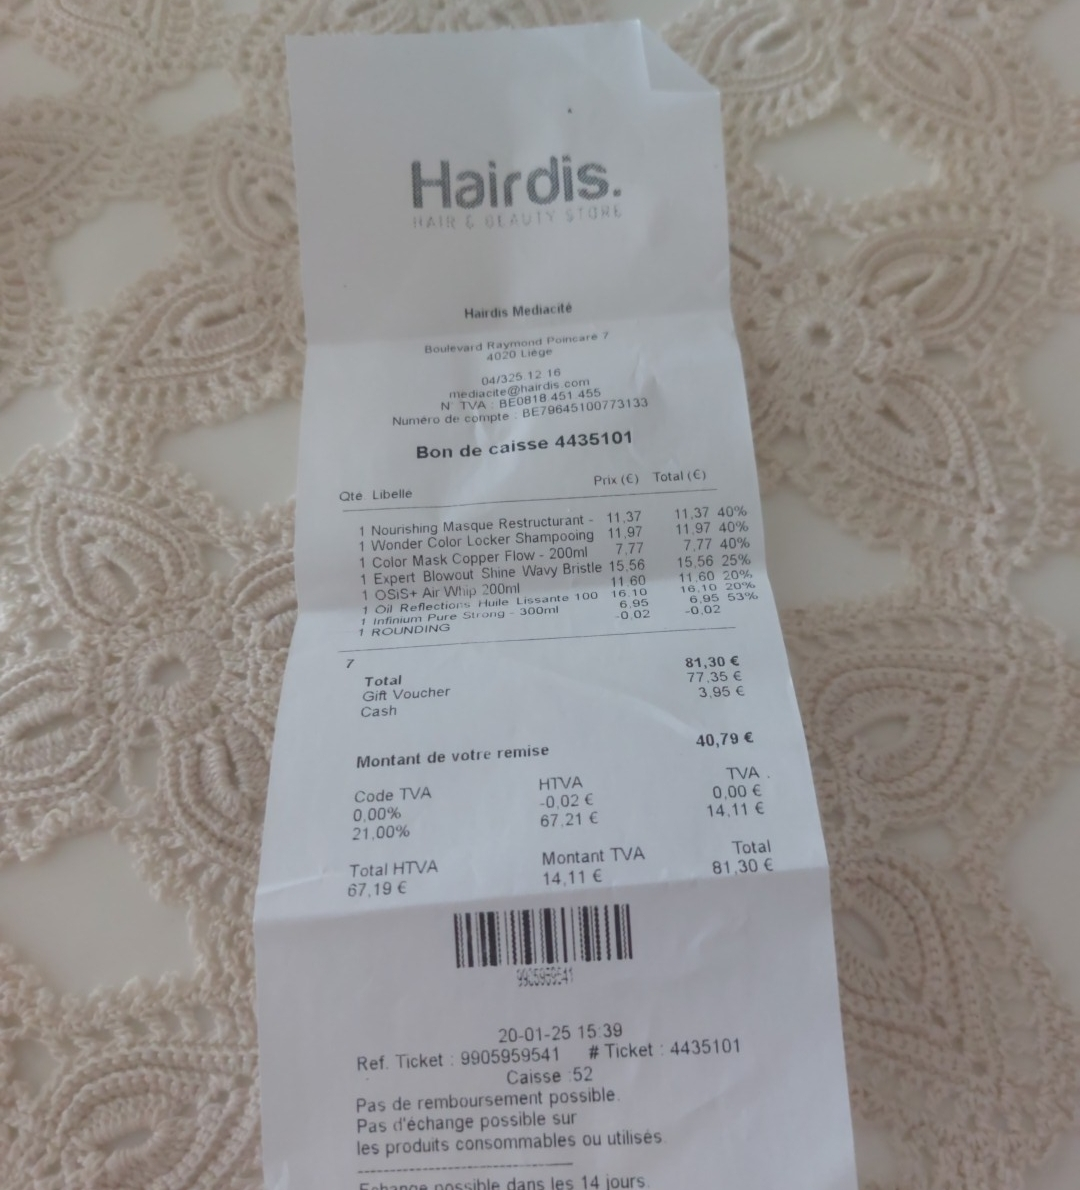 Hairdis.
HAIR & BEAUTY STORE
Hairdis Mediacité
Boulevard Raymond Poincaré 7
4020 Liège
04/325 12 16
mediacite@hairdis.com
N° TVA : BE0818 451 455
Numéro de compte : BE79645100773133
Bon de caisse 4435101
Qté Libellé Prix (€) Total (€)
1 Nourishing Masque Restructurant - 11,37 11,37 40%
1 Wonder Color Locker Shampooing 11,97 11,97 40%
1 Color Mask Copper Flow - 200ml 7,77 7,77 40%
1 Expert Blowout Shine Wavy Bristle 15,56 15,56 25%
1 OSiS+ Air Whip 200ml 11,60 11,60 20%
1 Oil Reflections Huile Lissante 100 16,10 16,10 20%
1 Infinium Pure Strong - 300ml 6,95 6,95 53%
1 ROUNDING -0,02 -0,02
7
Total 81,30 €
Gift Voucher 77,35 €
Cash 3,95 €
Montant de votre remise 40,79 €
Code TVA HTVA TVA
0,00% -0,02 € 0,00 €
21,00% 67,21 € 14,11 €
Total HTVA Montant TVA Total
67,19 € 14,11 € 81,30 €
9905959541
20-01-25 15:39
Ref. Ticket : 9905959541 # Ticket : 4435101
Caisse :52
Pas de remboursement possible.
Pas d'échange possible sur
les produits consommables ou utilisés.
Echange possible dans les 14 jours.